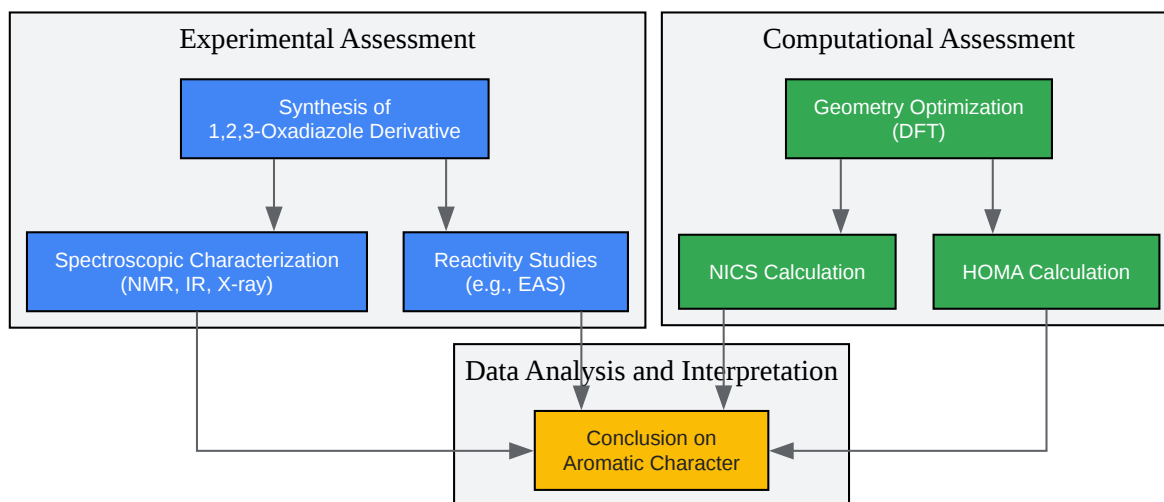 Experimental Assessment
Synthesis of
1,2,3-Oxadiazole Derivative
Spectroscopic Characterization
(NMR, IR, X-ray)
Reactivity Studies
(e.g., EAS)
Computational Assessment
Geometry Optimization
(DFT)
NICS Calculation
HOMA Calculation
Data Analysis and Interpretation
Conclusion on
Aromatic Character